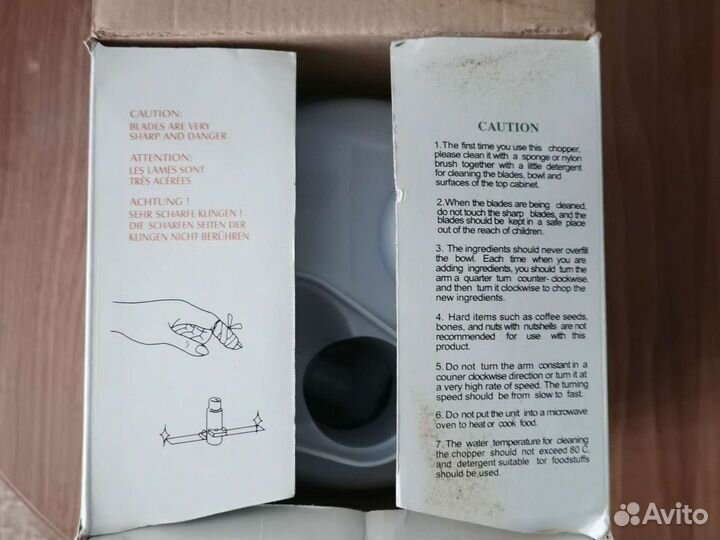 CAUTION:
BLADES ARE VERY
SHARP AND DANGER
ATTENTION:
LES LAMES SONT
TRÈS ACÉRÉES
ACHTUNG !
SEHR SCHARFE KLINGEN !
DIE SCHARFEN SEITEN DER
KLINGEN NICHT BERÜHREN.
CAUTION
1.The first time you use this chopper,
please clean it with a sponge or nylon
brush together with a little detergent
for cleaning the blades, bowl and
surfaces of the top cabinet.
2.When the blades are being cleaned,
do not touch the sharp blades, and the
blades should be kept in a safe place
out of the reach of children.
3. The ingredients should never overfill
the bowl. Each time when you are
adding ingredients, you should turn the
arm a quarter turn counter- clockwise,
and then turn it clockwise to chop the
new ingredients.
4. Hard items such as coffee seeds,
bones, and nuts with nutshells are not
recommended for use with this
product.
5. Do not turn the arm constant in a
couner clockwise direction or turn it at
a very high rate of speed. The turning
speed should be from slow to fast.
6. Do not put the unit into a microwave
oven to heat or cook food.
7. The water temperature for cleaning
the chopper should not exceed 80 C,
and detergent suitable tor foodstuffs
should be used.
Avito